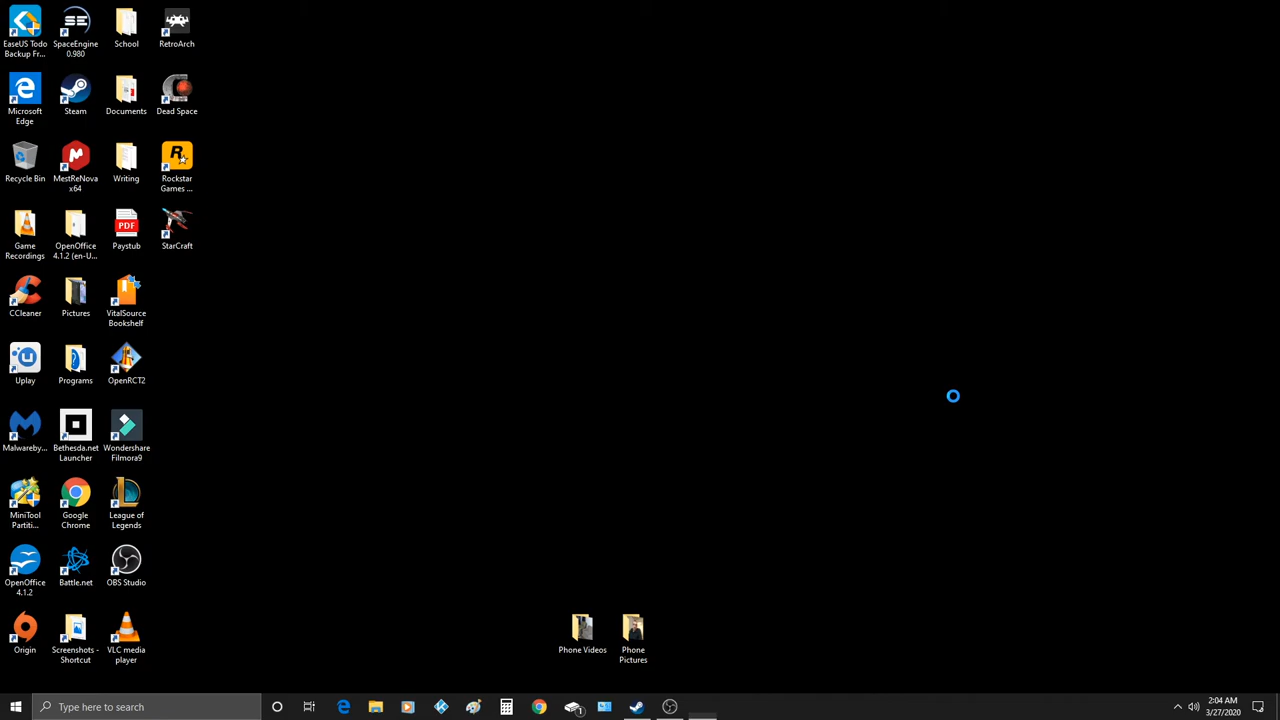 EaseUS Todo
Backup Fr...
SpaceEngine
0.980
School
RetroArch
Microsoft
Edge
Steam
Documents
Dead Space
Recycle Bin
MestReNova
x64
Writing
Rockstar
Games ...
Game
Recordings
OpenOffice
4.1.2 (en-U...
PDF
Paystub
StarCraft
CCleaner
Pictures
VitalSource
Bookshelf
Uplay
Programs
OpenRCT2
Malwareby...
Bethesda.net
Launcher
Wondershare
Filmora9
MiniTool
Partiti...
Google
Chrome
League of
Legends
OpenOffice
4.1.2
Battle.net
OBS Studio
Origin
Screenshots -
Shortcut
VLC media
player
Phone Videos
Phone
Pictures
Type here to search
2:04 AM
3/27/2020